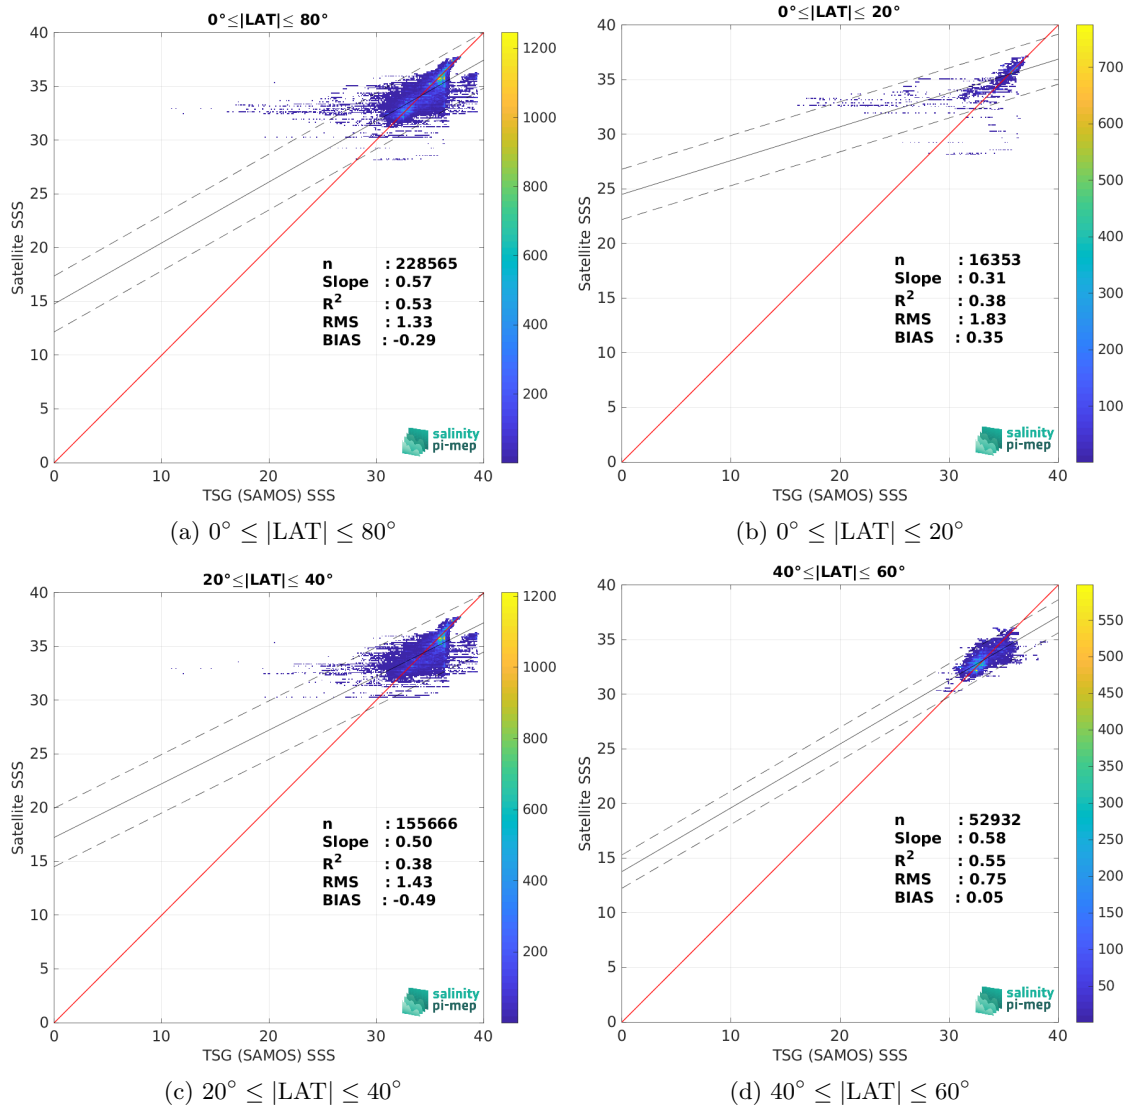 0°≤|LAT|≤ 80°
40
35
30
25
20
15
10
5
0
Satellite SSS
0
10
20
30
40
TSG (SAMOS) SSS
1200
1000
800
600
400
200
n : 228565
Slope : 0.57
R² : 0.53
RMS : 1.33
BIAS : -0.29
salinity
pi-mep
(a) 0° ≤ |LAT| ≤ 80°
0°≤|LAT|≤ 20°
40
35
30
25
20
15
10
5
0
Satellite SSS
0
10
20
30
40
TSG (SAMOS) SSS
700
600
500
400
300
200
100
n : 16353
Slope : 0.31
R² : 0.38
RMS : 1.83
BIAS : 0.35
salinity
pi-mep
(b) 0° ≤ |LAT| ≤ 20°
20°≤|LAT|≤ 40°
40
35
30
25
20
15
10
5
0
Satellite SSS
0
10
20
30
40
TSG (SAMOS) SSS
1200
1000
800
600
400
200
n : 155666
Slope : 0.50
R² : 0.38
RMS : 1.43
BIAS : -0.49
salinity
pi-mep
(c) 20° ≤ |LAT| ≤ 40°
40°≤|LAT|≤ 60°
40
35
30
25
20
15
10
5
0
Satellite SSS
0
10
20
30
40
TSG (SAMOS) SSS
550
500
450
400
350
300
250
200
150
100
50
n : 52932
Slope : 0.58
R² : 0.55
RMS : 0.75
BIAS : 0.05
salinity
pi-mep
(d) 40° ≤ |LAT| ≤ 60°